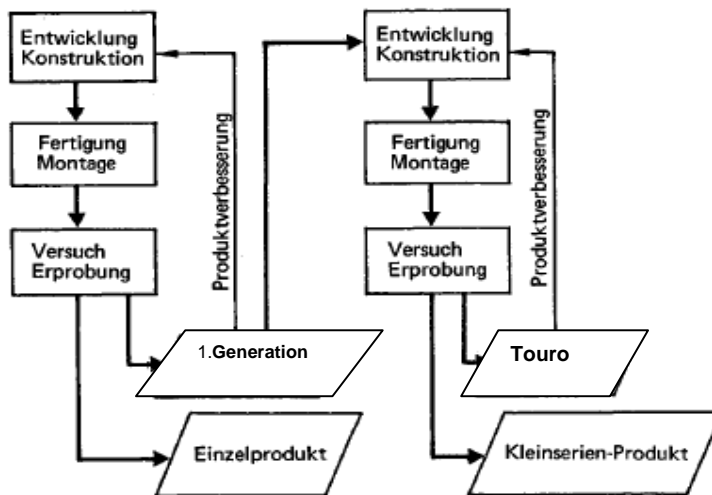 Entwicklung
Konstruktion
Fertigung
Montage
Versuch
Erprobung
Produktverbesserung
1.Generation
Einzelprodukt
Entwicklung
Konstruktion
Fertigung
Montage
Versuch
Erprobung
Produktverbesserung
Touro
Kleinserien-Produkt